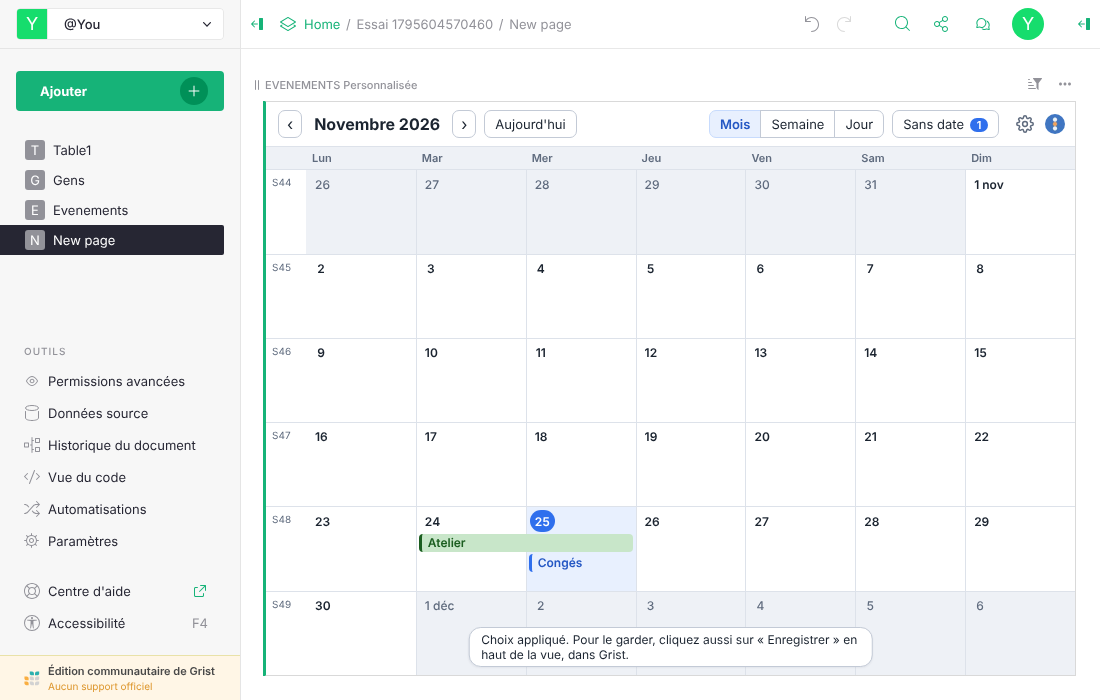 Y @You
Home / Essai 1795604570460 / New page
Y
Ajouter
T Table1
G Gens
E Evenements
N New page
OUTILS
Permissions avancées
Données source
Historique du document
Vue du code
Automatisations
Paramètres
Centre d'aide
Accessibilité F4
Édition communautaire de Grist
Aucun support officiel
EVENEMENTS Personnalisée
Novembre 2026
Aujourd'hui
Mois Semaine Jour
Sans date 1
Lun Mar Mer Jeu Ven Sam Dim
S44 26 27 28 29 30 31 1 nov
S45 2 3 4 5 6 7 8
S46 9 10 11 12 13 14 15
S47 16 17 18 19 20 21 22
S48 23 24 25 26 27 28 29
Atelier
Congés
S49 30 1 déc 2 3 4 5 6
Choix appliqué. Pour le garder, cliquez aussi sur « Enregistrer » en
haut de la vue, dans Grist.